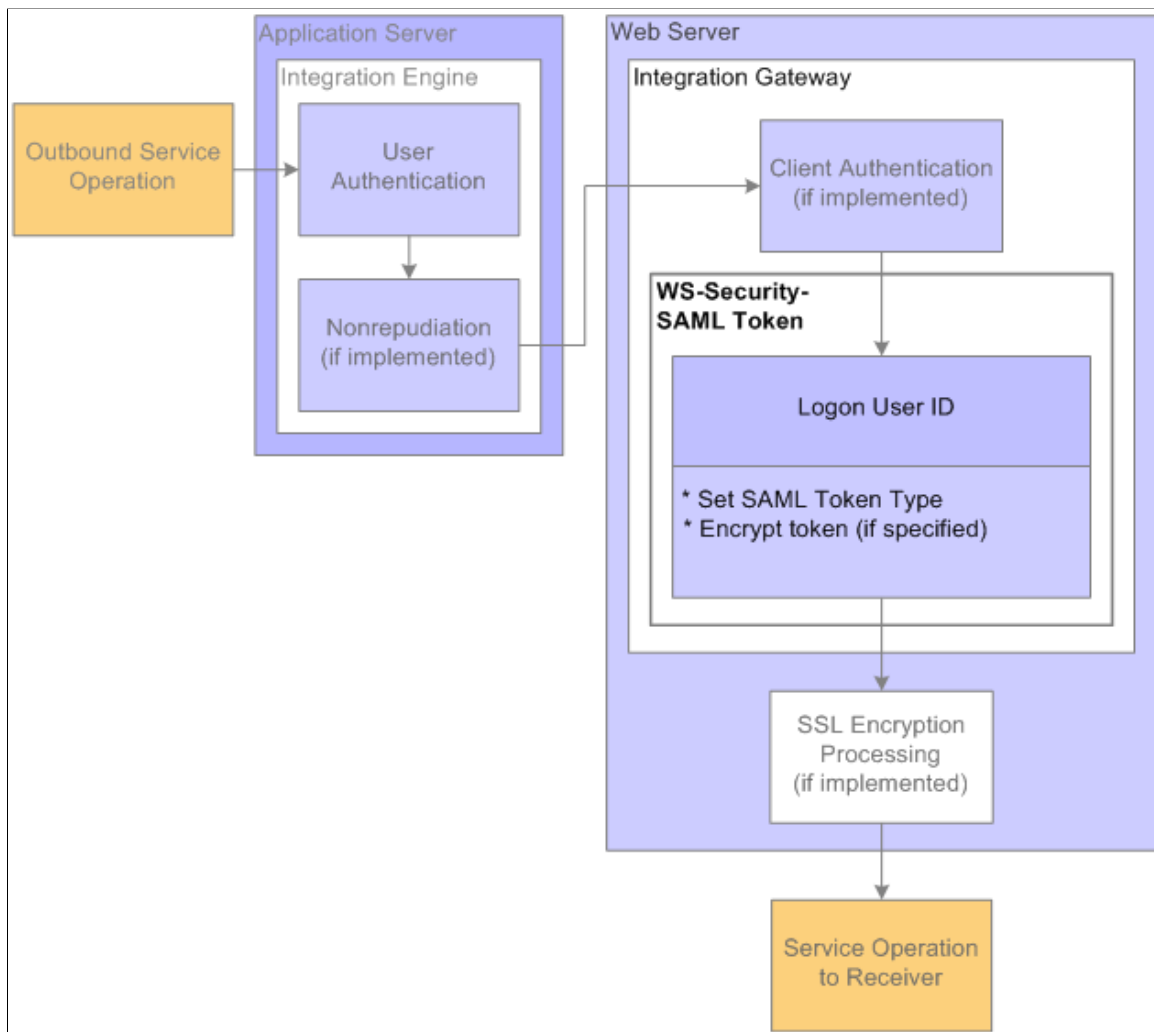 Application Server
Integration Engine
Outbound Service
Operation
User
Authentication
Nonrepudiation
(if implemented)
Web Server
Integration Gateway
Client Authentication
(if implemented)
WS-Security-
SAML Token
Logon User ID
* Set SAML Token Type
* Encrypt token (if specified)
SSL Encryption
Processing
(if implemented)
Service Operation
to Receiver